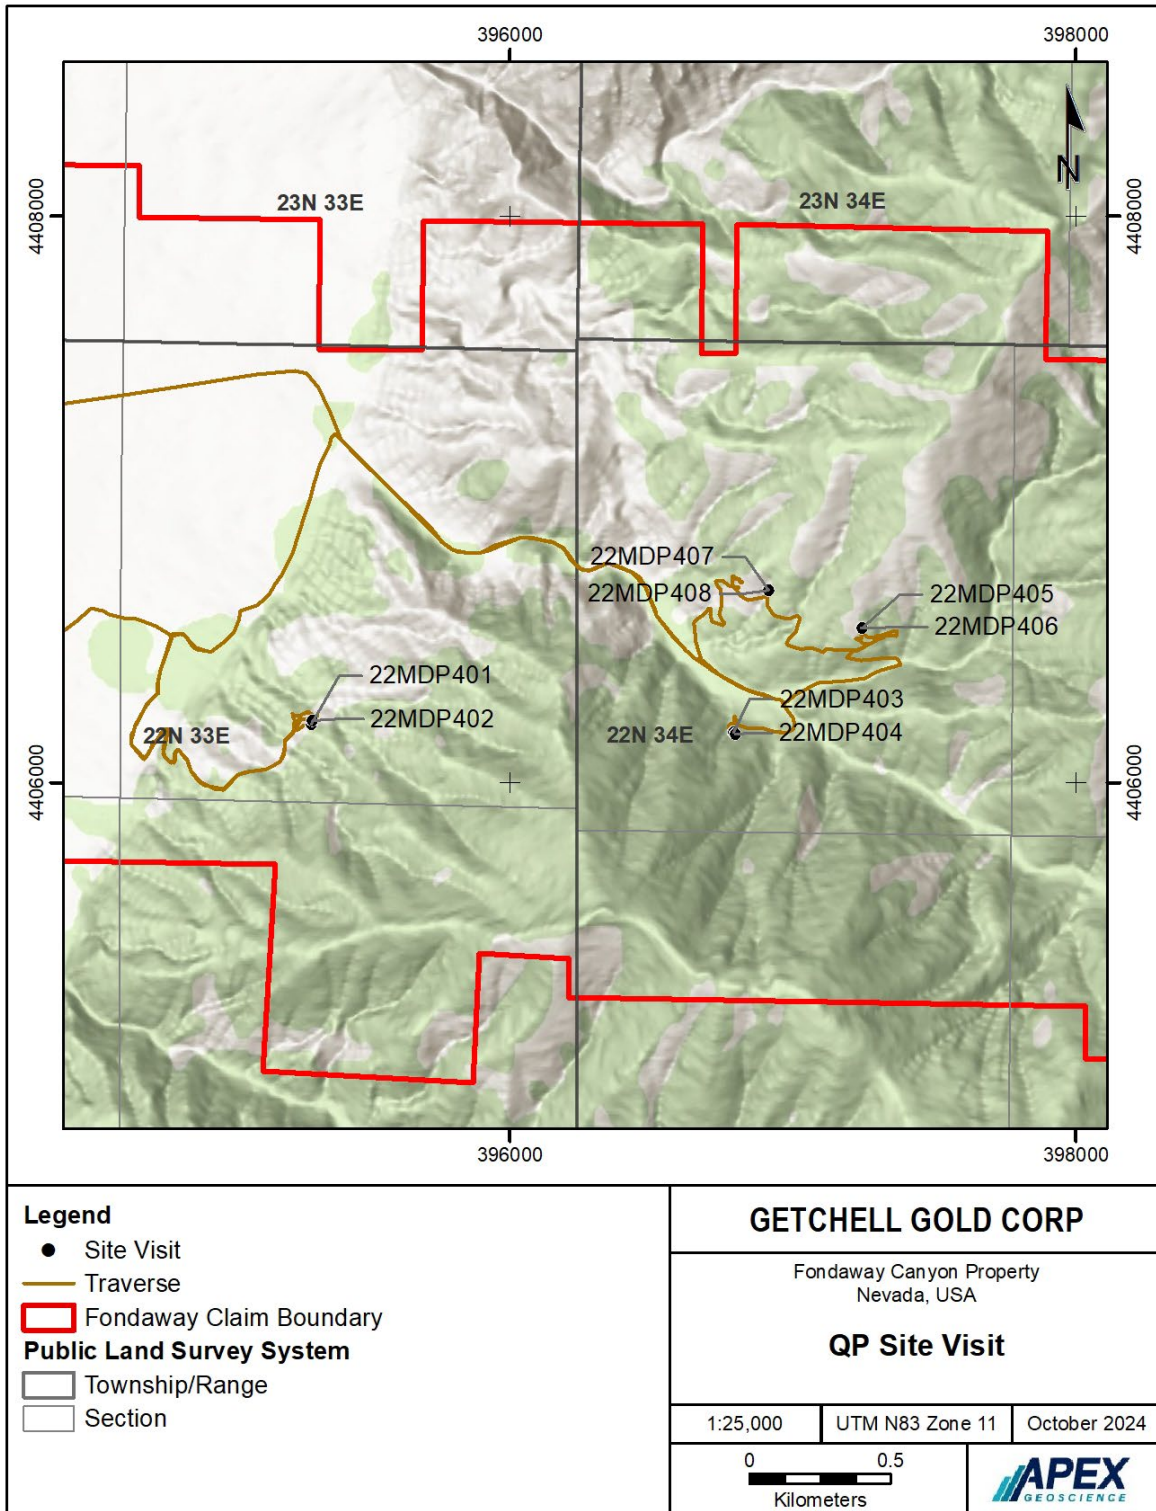 396000
398000
4408000
4408000
23N 33E
23N 34E
N
22MDP407
22MDP408
22MDP405
22MDP406
22MDP401
22MDP402
22MDP403
22MDP404
22N 33E
22N 34E
4406000
4406000
396000
398000
Legend
Site Visit
Traverse
Fondaway Claim Boundary
Public Land Survey System
Township/Range
Section
GETCHELL GOLD CORP
Fondaway Canyon Property
Nevada, USA
QP Site Visit
1:25,000
UTM N83 Zone 11
October 2024
0 0.5
Kilometers
APEX
GEOSCIENCE